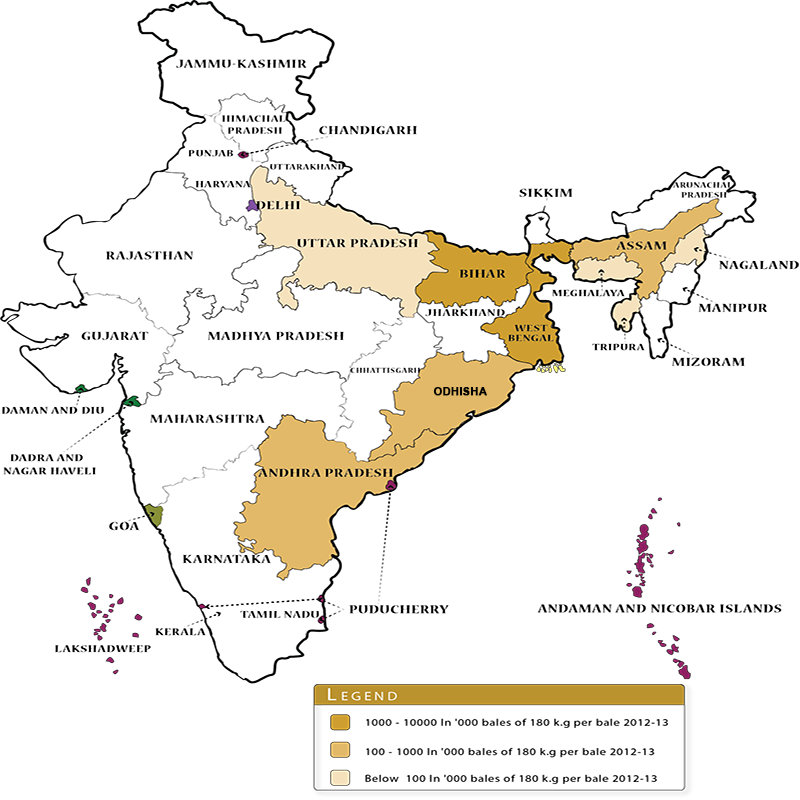 JAMMU-KASHMIR
HIMACHAL
PRADESH
CHANDIGARH
PUNJAB
UTTARAKHAND
HARYANA
SIKKIM
ARUNACHAL
PRADESH
DELHI
UTTAR PRADESH
ASSAM
RAJASTHAN
BIHAR
NAGALAND
MEGHALAYA
MANIPUR
JHARKHAND
GUJARAT
MADHYA PRADESH
WEST
BENGAL
TRIPURA
MIZORAM
CHHATTISGARH
ODHISHA
DAMAN AND DIU
MAHARASHTRA
DADRA AND
NAGAR HAVELI
ANDHRA PRADESH
GOA
KARNATAKA
PUDUCHERRY
ANDAMAN AND NICOBAR ISLANDS
TAMIL NADU
KERALA
LAKSHADWEEP
LEGEND
1000 - 10000 In '000 bales of 180 k.g per bale 2012-13
100 - 1000 In '000 bales of 180 k.g per bale 2012-13
Below 100 In '000 bales of 180 k.g per bale 2012-13